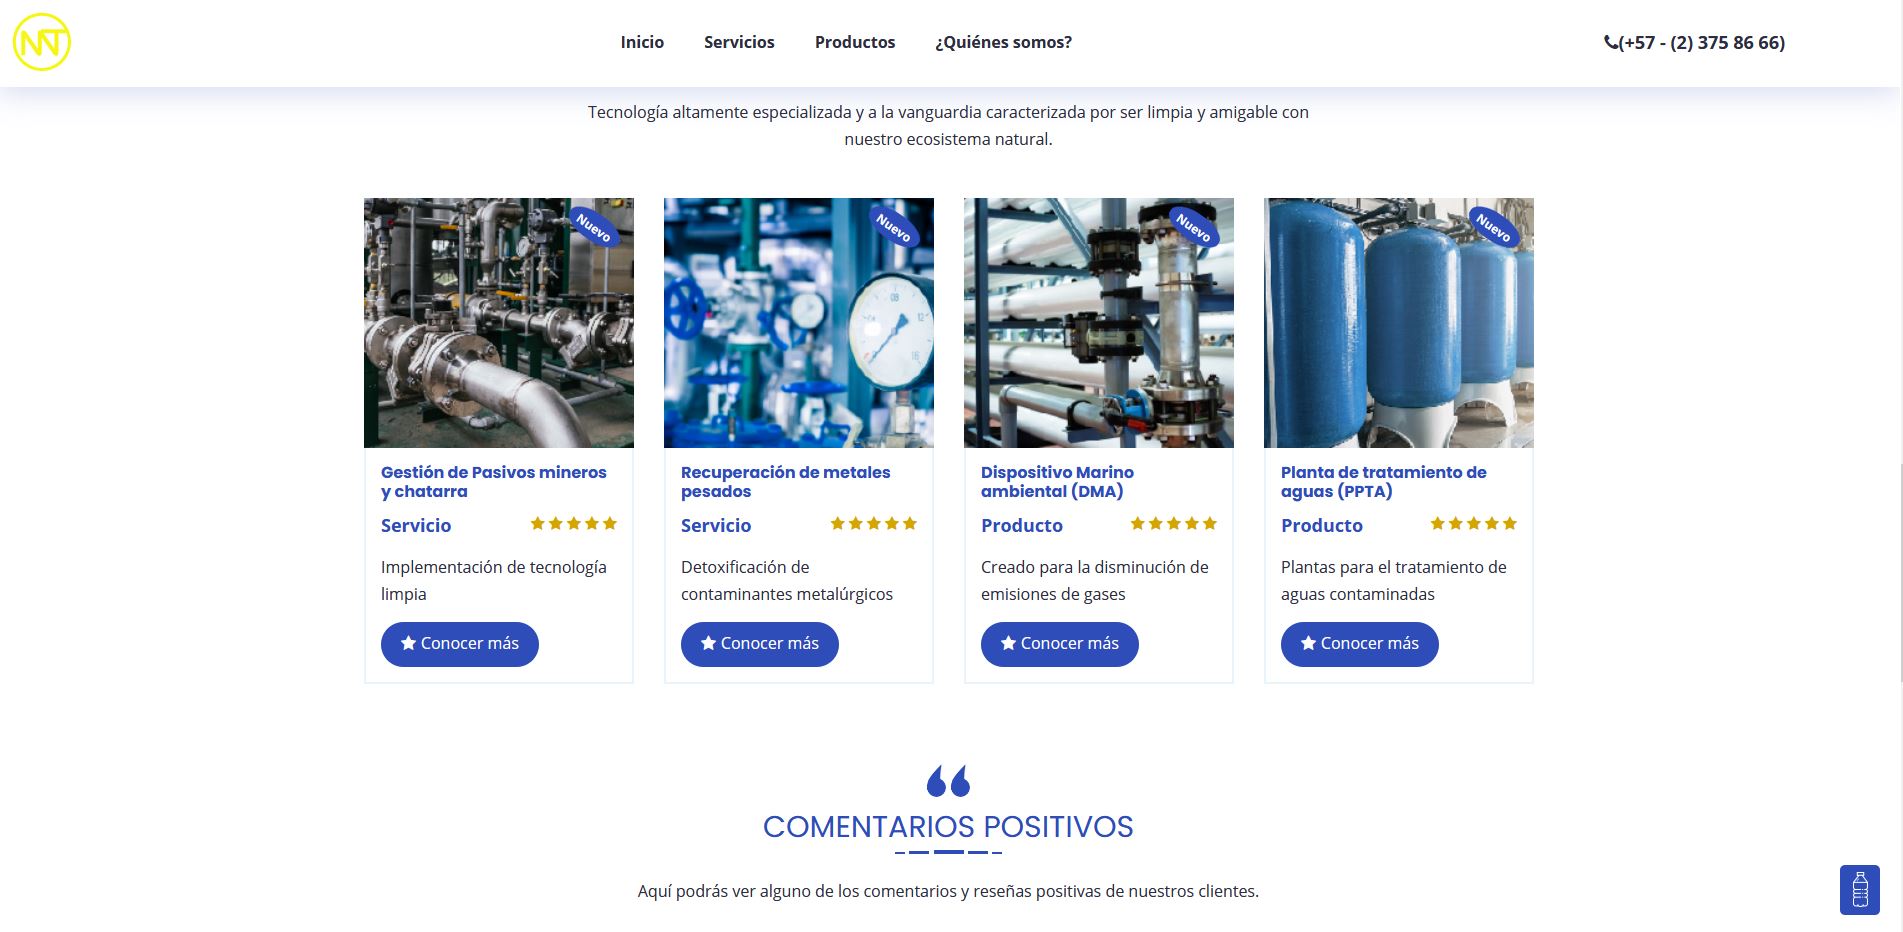 NNT
Inicio
Servicios
Productos
¿Quiénes somos?
(+57 - (2) 375 86 66)
Tecnología altamente especializada y a la vanguardia caracterizada por ser limpia y amigable con
nuestro ecosistema natural.
Nuevo
Gestión de Pasivos mineros
y chatarra
Servicio
Implementación de tecnología
limpia
Conocer más
Nuevo
08
12
16
Recuperación de metales
pesados
Servicio
Detoxificación de
contaminantes metalúrgicos
Conocer más
Nuevo
Dispositivo Marino
ambiental (DMA)
Producto
Creado para la disminución de
emisiones de gases
Conocer más
Nuevo
Planta de tratamiento de
aguas (PPTA)
Producto
Plantas para el tratamiento de
aguas contaminadas
Conocer más
COMENTARIOS POSITIVOS
Aquí podrás ver alguno de los comentarios y reseñas positivas de nuestros clientes.